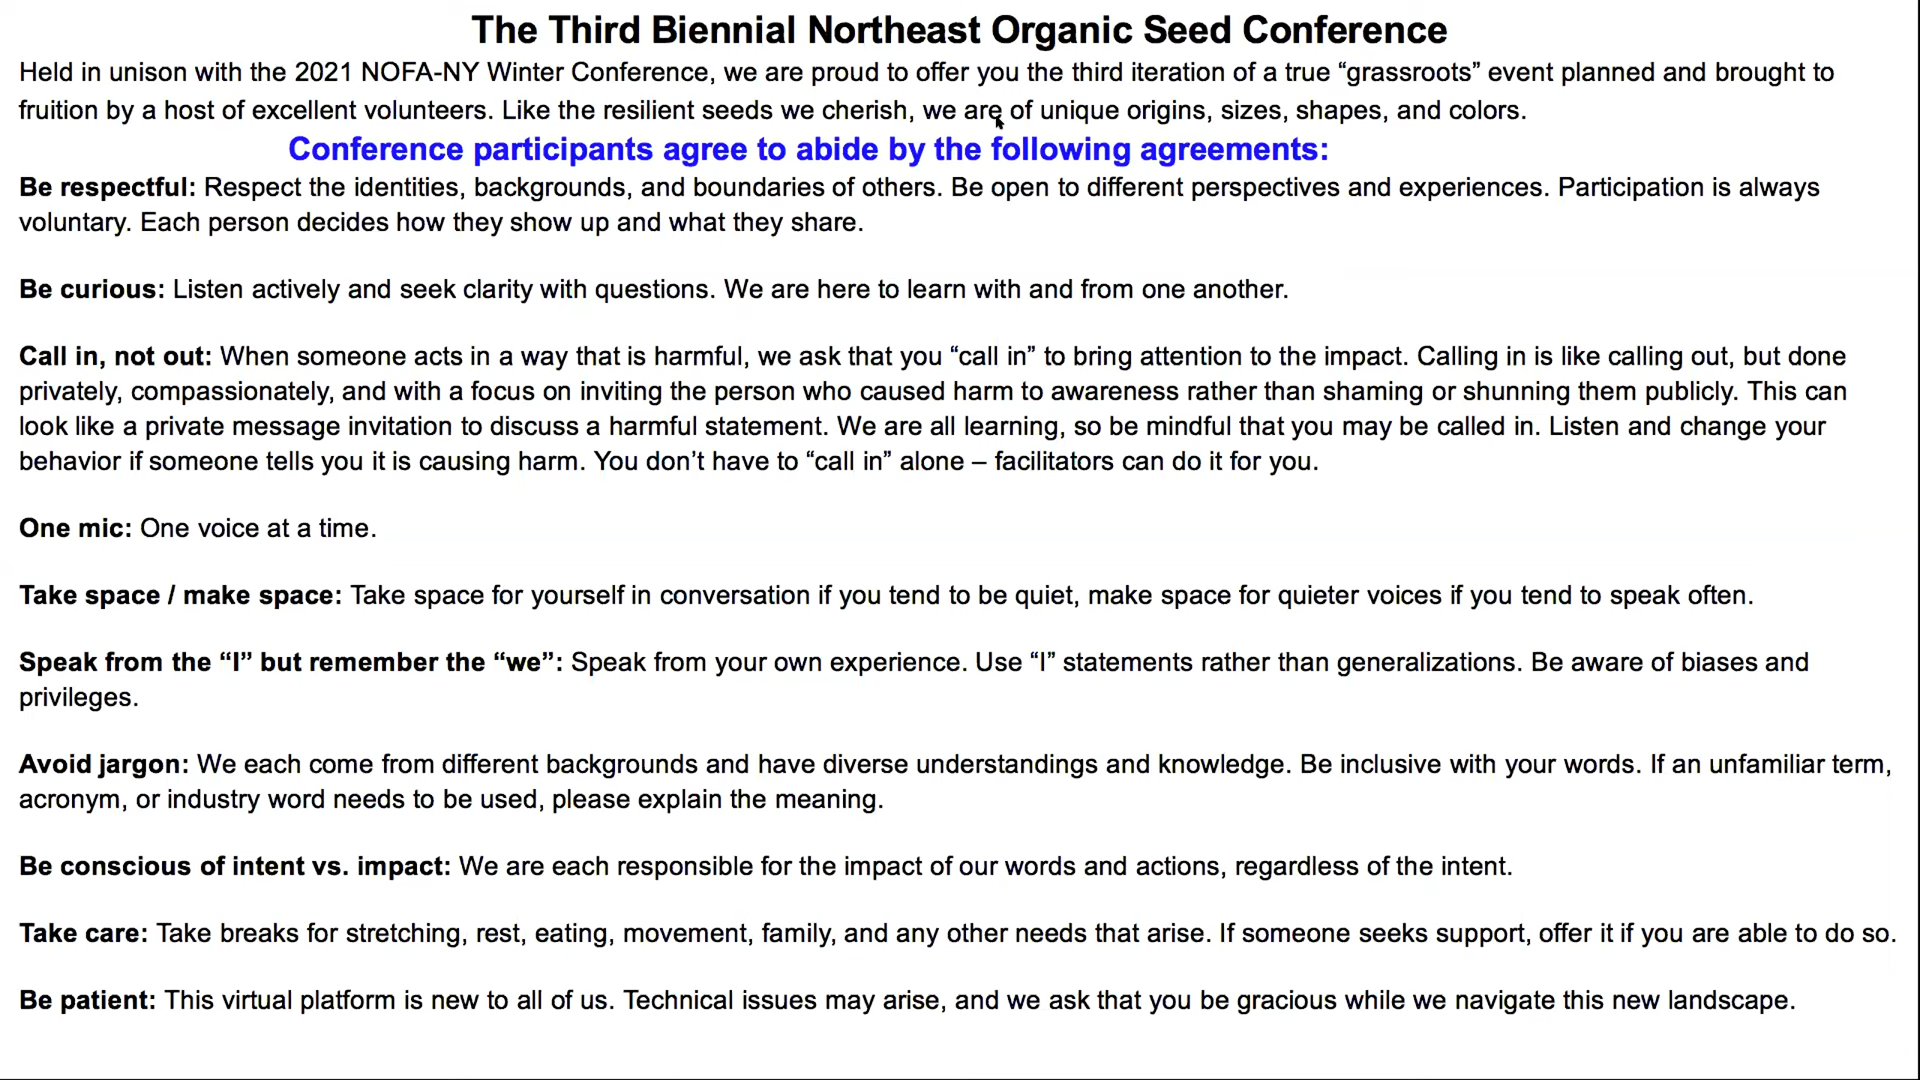 The Third Biennial Northeast Organic Seed Conference
Held in unison with the 2021 NOFA-NY Winter Conference, we are proud to offer you the third iteration of a true “grassroots” event planned and brought to
fruition by a host of excellent volunteers. Like the resilient seeds we cherish, we are of unique origins, sizes, shapes, and colors.
Conference participants agree to abide by the following agreements:
Be respectful: Respect the identities, backgrounds, and boundaries of others. Be open to different perspectives and experiences. Participation is always
voluntary. Each person decides how they show up and what they share.
Be curious: Listen actively and seek clarity with questions. We are here to learn with and from one another.
Call in, not out: When someone acts in a way that is harmful, we ask that you “call in” to bring attention to the impact. Calling in is like calling out, but done
privately, compassionately, and with a focus on inviting the person who caused harm to awareness rather than shaming or shunning them publicly. This can
look like a private message invitation to discuss a harmful statement. We are all learning, so be mindful that you may be called in. Listen and change your
behavior if someone tells you it is causing harm. You don’t have to “call in” alone – facilitators can do it for you.
One mic: One voice at a time.
Take space / make space: Take space for yourself in conversation if you tend to be quiet, make space for quieter voices if you tend to speak often.
Speak from the “I” but remember the “we”: Speak from your own experience. Use “I” statements rather than generalizations. Be aware of biases and
privileges.
Avoid jargon: We each come from different backgrounds and have diverse understandings and knowledge. Be inclusive with your words. If an unfamiliar term,
acronym, or industry word needs to be used, please explain the meaning.
Be conscious of intent vs. impact: We are each responsible for the impact of our words and actions, regardless of the intent.
Take care: Take breaks for stretching, rest, eating, movement, family, and any other needs that arise. If someone seeks support, offer it if you are able to do so.
Be patient: This virtual platform is new to all of us. Technical issues may arise, and we ask that you be gracious while we navigate this new landscape.